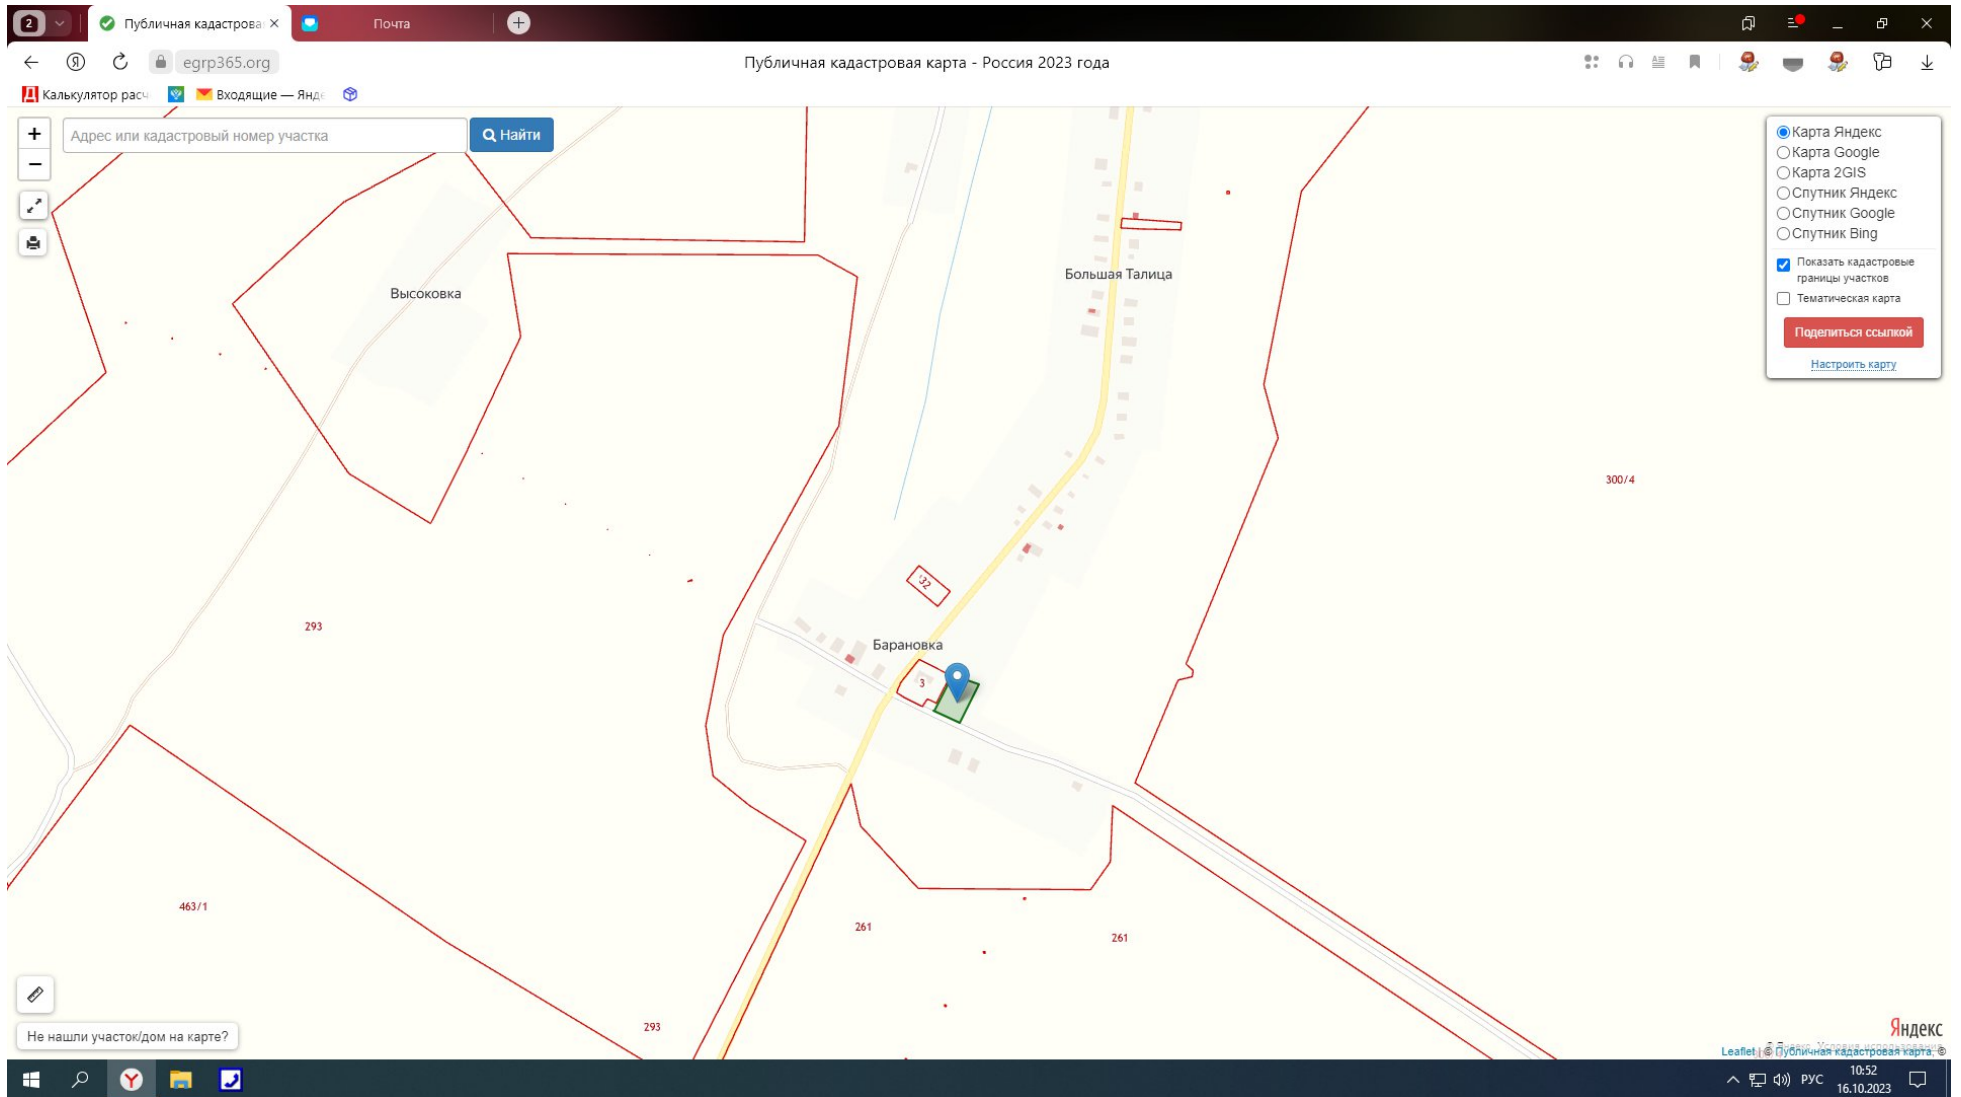 2
Публичная кадастрова
Почта
egrp365.org
Публичная кадастровая карта - Россия 2023 года
Калькулятор расч
Входящие — Янде
+
−
Адрес или кадастровый номер участка
Найти
Карта Яндекс
Карта Google
Карта 2GIS
Спутник Яндекс
Спутник Google
Спутник Bing
Показать кадастровые
границы участков
Тематическая карта
Поделиться ссылкой
Настроить карту
Большая Талица
Высоковка
300/4
32
293
Барановка
3
463/1
261
261
293
Не нашли участок/дом на карте?
Яндекс
Leaflet | © Публичная кадастровая карта, ©
РУС
10:52
16.10.2023